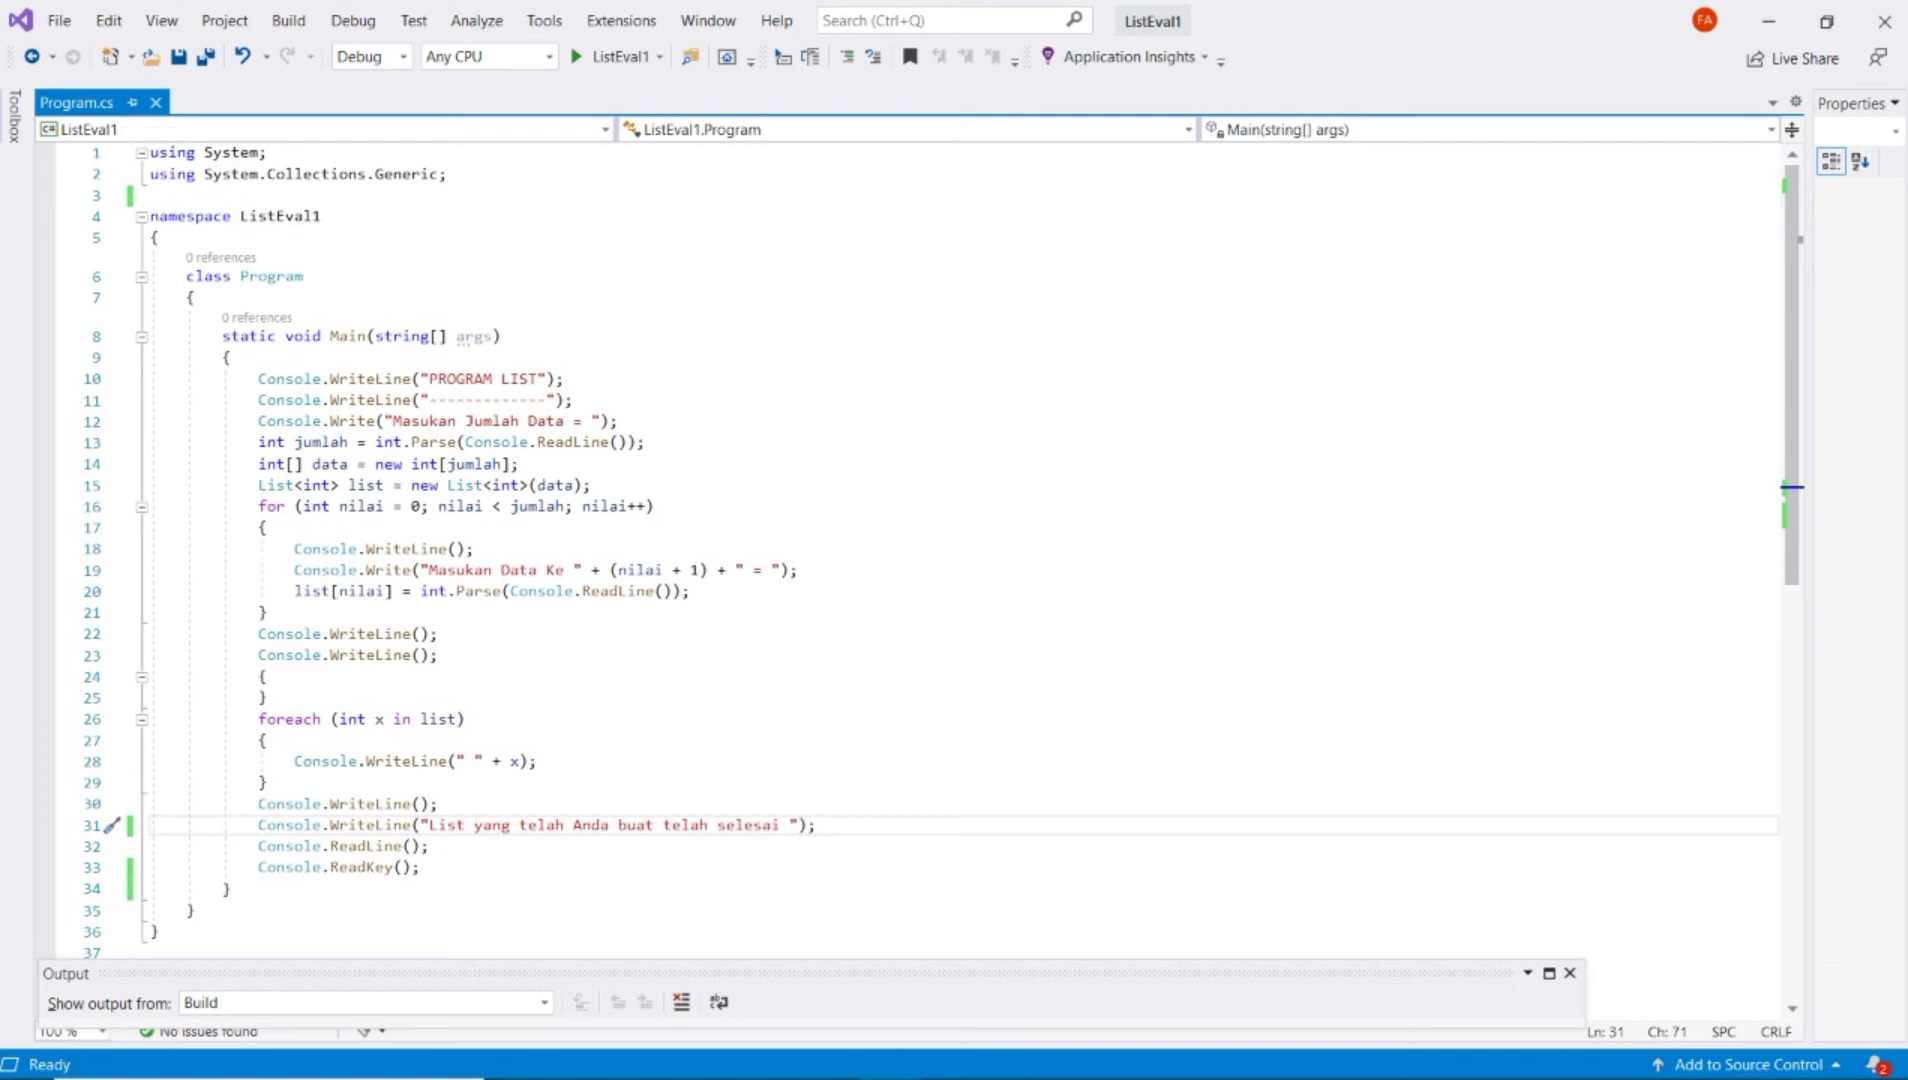 File Edit View Project Build Debug Test Analyze Tools Extensions Window Help Search (Ctrl+Q) ListEval1 FA
Debug Any CPU ListEval1 Application Insights Live Share
Toolbox
Program.cs Properties
C# ListEval1 ListEval1.Program Main(string[] args)
1 using System;
2 using System.Collections.Generic;
3
4 namespace ListEval1
5 {
0 references
6 class Program
7 {
0 references
8 static void Main(string[] args)
9 {
10 Console.WriteLine("PROGRAM LIST");
11 Console.WriteLine("-------------");
12 Console.Write("Masukan Jumlah Data = ");
13 int jumlah = int.Parse(Console.ReadLine());
14 int[] data = new int[jumlah];
15 List<int> list = new List<int>(data);
16 for (int nilai = 0; nilai < jumlah; nilai++)
17 {
18 Console.WriteLine();
19 Console.Write("Masukan Data Ke " + (nilai + 1) + " = ");
20 list[nilai] = int.Parse(Console.ReadLine());
21 }
22 Console.WriteLine();
23 Console.WriteLine();
24 {
25 }
26 foreach (int x in list)
27 {
28 Console.WriteLine(" " + x);
29 }
30 Console.WriteLine();
31 Console.WriteLine("List yang telah Anda buat telah selesai ");
32 Console.ReadLine();
33 Console.ReadKey();
34 }
35 }
36 }
37
Output
Show output from: Build
100 % No issues found Ln: 31 Ch: 71 SPC CRLF
Ready Add to Source Control 2